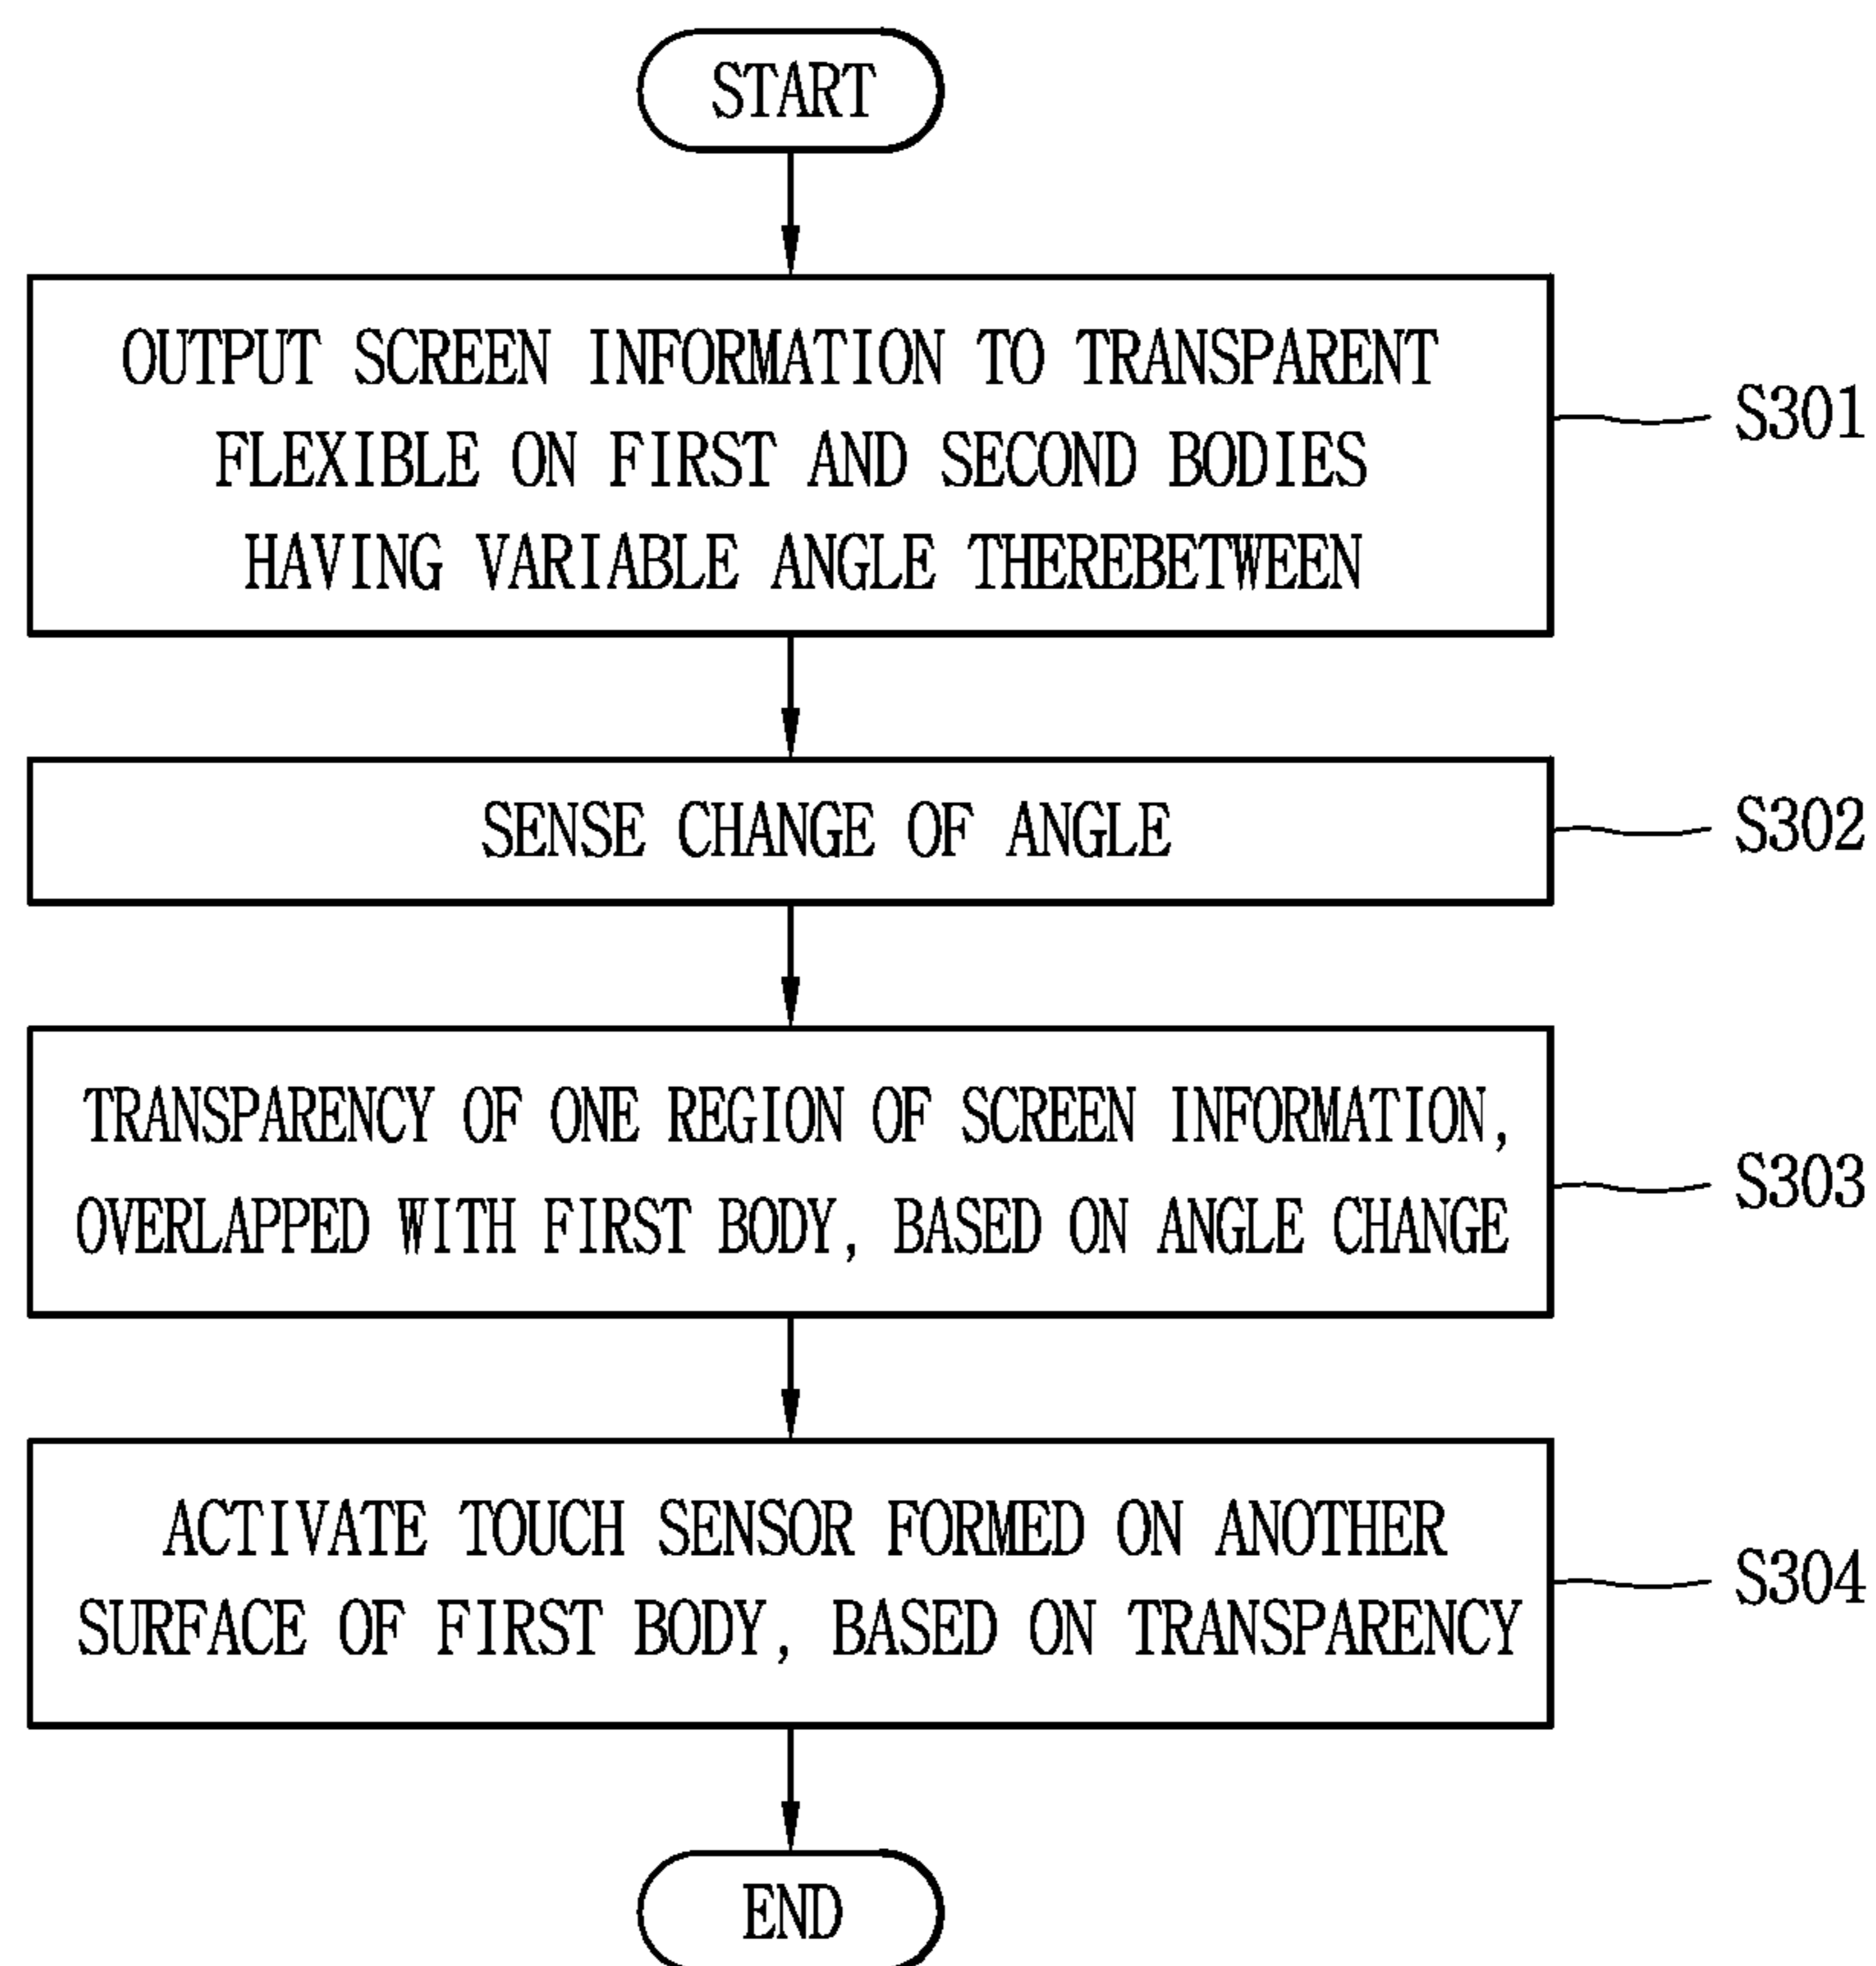 START
OUTPUT SCREEN INFORMATION TO TRANSPARENT
FLEXIBLE ON FIRST AND SECOND BODIES
HAVING VARIABLE ANGLE THEREBETWEEN
S301
SENSE CHANGE OF ANGLE
S302
TRANSPARENCY OF ONE REGION OF SCREEN INFORMATION,
OVERLAPPED WITH FIRST BODY, BASED ON ANGLE CHANGE
S303
ACTIVATE TOUCH SENSOR FORMED ON ANOTHER
SURFACE OF FIRST BODY, BASED ON TRANSPARENCY
S304
END